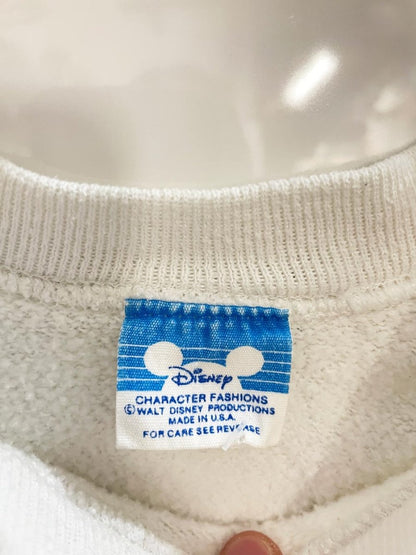 Disney
CHARACTER FASHIONS
© WALT DISNEY PRODUCTIONS
MADE IN U.S.A.
FOR CARE SEE REVERSE